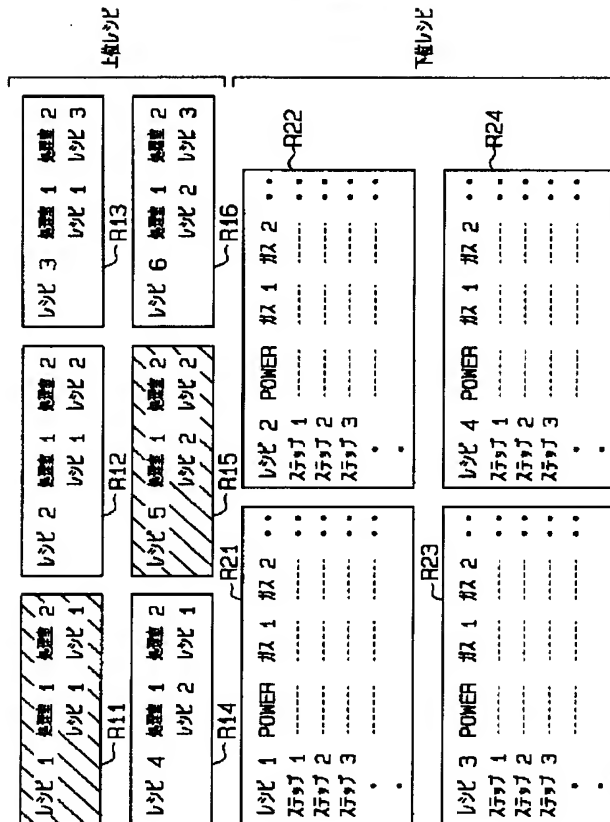 上位レシピ
レシピ 1 処理室 1 処理室 2
レシピ 1 レシピ 1
R11
レシピ 2 処理室 1 処理室 2
レシピ 1 レシピ 2
R12
レシピ 3 処理室 1 処理室 2
レシピ 1 レシピ 3
R13
レシピ 4 処理室 1 処理室 2
レシピ 2 レシピ 1
R14
レシピ 5 処理室 1 処理室 2
レシピ 2 レシピ 2
R15
レシピ 6 処理室 1 処理室 2
レシピ 2 レシピ 3
R16
下位レシピ
R21
レシピ 1 POWER ガス 1 ガス 2
ステップ 1
ステップ 2
ステップ 3
R22
レシピ 2 POWER ガス 1 ガス 2
ステップ 1
ステップ 2
ステップ 3
R23
レシピ 3 POWER ガス 1 ガス 2
ステップ 1
ステップ 2
ステップ 3
R24
レシピ 4 POWER ガス 1 ガス 2
ステップ 1
ステップ 2
ステップ 3